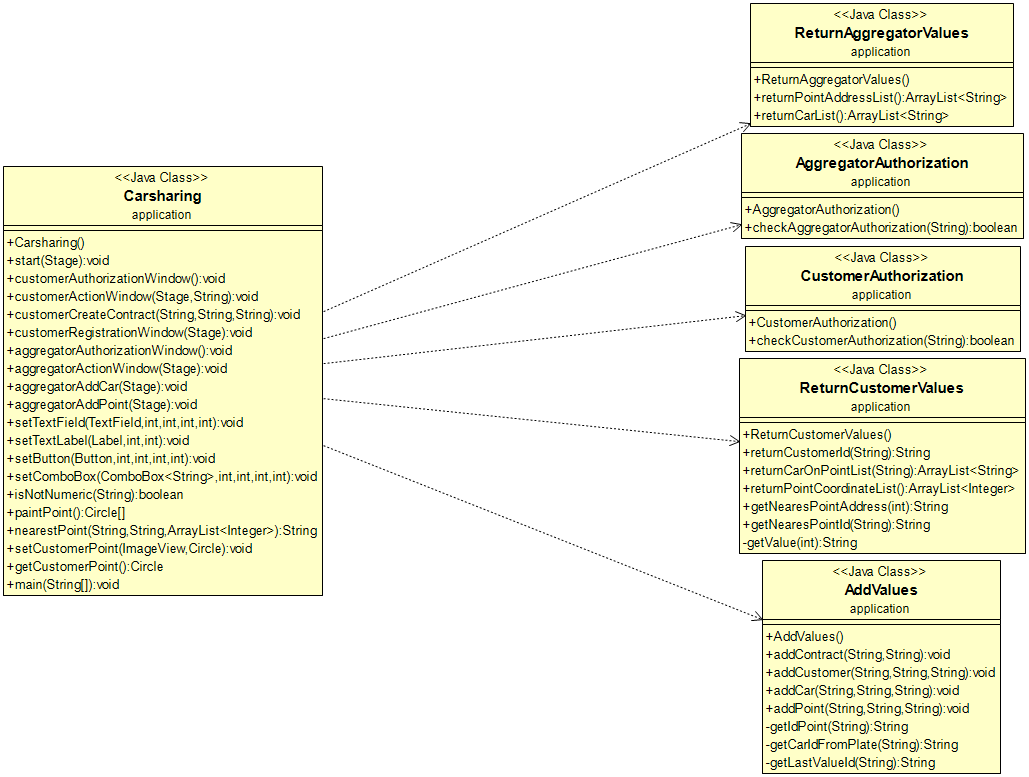 <<Java Class>>
Carsharing
application
+Carsharing()
+start(Stage):void
+customerAuthorizationWindow():void
+customerActionWindow(Stage,String):void
+customerCreateContract(String,String,String):void
+customerRegistrationWindow(Stage):void
+aggregatorAuthorizationWindow():void
+aggregatorActionWindow(Stage):void
+aggregatorAddCar(Stage):void
+aggregatorAddPoint(Stage):void
+setTextField(TextField,int,int,int,int):void
+setTextLabel(Label,int,int):void
+setButton(Button,int,int,int,int):void
+setComboBox(ComboBox<String>,int,int,int,int):void
+isNotNumeric(String):boolean
+paintPoint():Circle[]
+nearestPoint(String,String,ArrayList<Integer>):String
+setCustomerPoint(ImageView,Circle):void
+getCustomerPoint():Circle
+main(String[]):void
<<Java Class>>
ReturnAggregatorValues
application
+ReturnAggregatorValues()
+returnPointAddressList():ArrayList<String>
+returnCarList():ArrayList<String>
<<Java Class>>
AggregatorAuthorization
application
+AggregatorAuthorization()
+checkAggregatorAuthorization(String):boolean
<<Java Class>>
CustomerAuthorization
application
+CustomerAuthorization()
+checkCustomerAuthorization(String):boolean
<<Java Class>>
ReturnCustomerValues
application
+ReturnCustomerValues()
+returnCustomerId(String):String
+returnCarOnPointList(String):ArrayList<String>
+returnPointCoordinateList():ArrayList<Integer>
+getNearesPointAddress(int):String
+getNearesPointId(String):String
-getValue(int):String
<<Java Class>>
AddValues
application
+AddValues()
+addContract(String,String):void
+addCustomer(String,String,String):void
+addCar(String,String,String):void
+addPoint(String,String,String):void
-getIdPoint(String):String
-getCarIdFromPlate(String):String
-getLastValueId(String):String